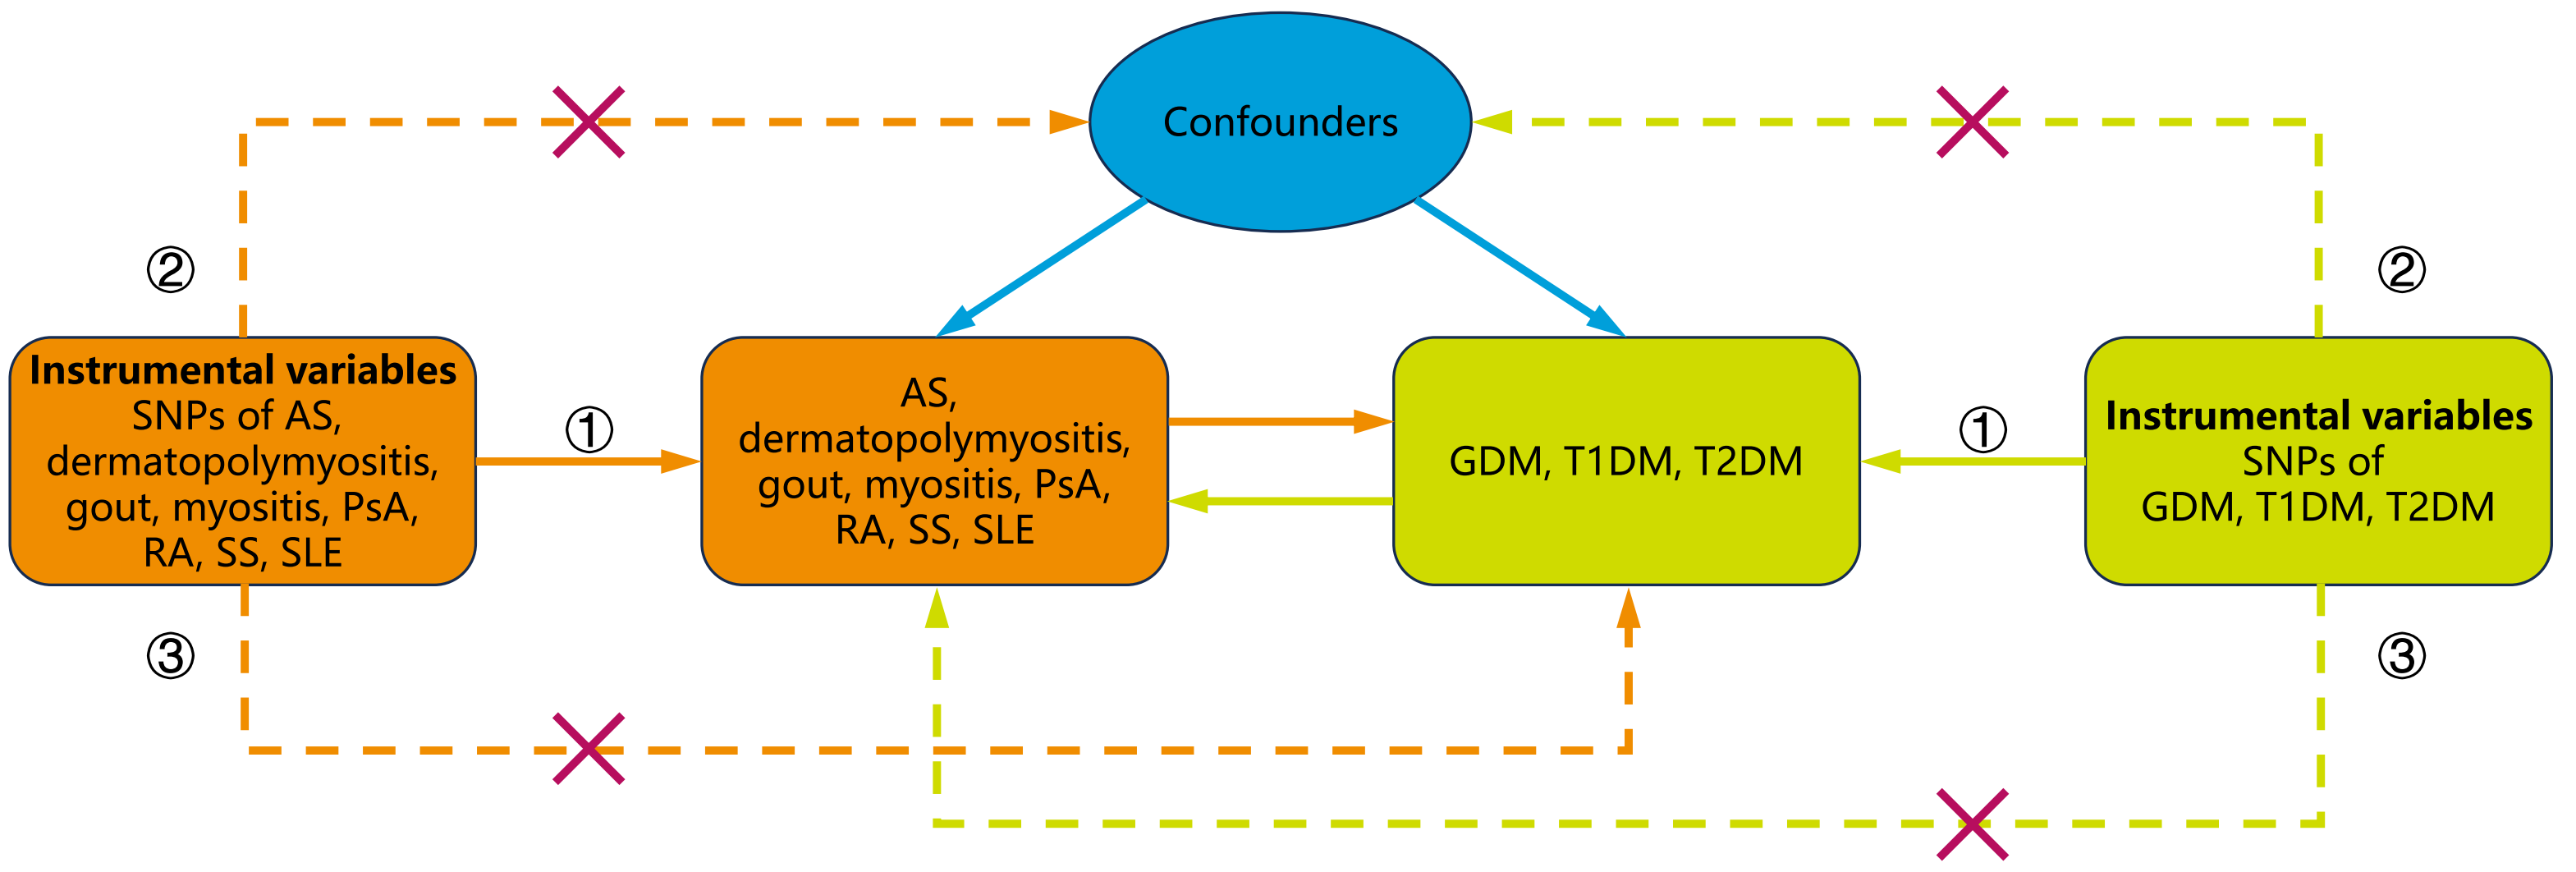 Confounders
②
②
Instrumental variables
SNPs of AS,
dermatopolymyositis,
gout, myositis, PsA,
RA, SS, SLE
①
AS,
dermatopolymyositis,
gout, myositis, PsA,
RA, SS, SLE
GDM, T1DM, T2DM
①
Instrumental variables
SNPs of
GDM, T1DM, T2DM
③
③